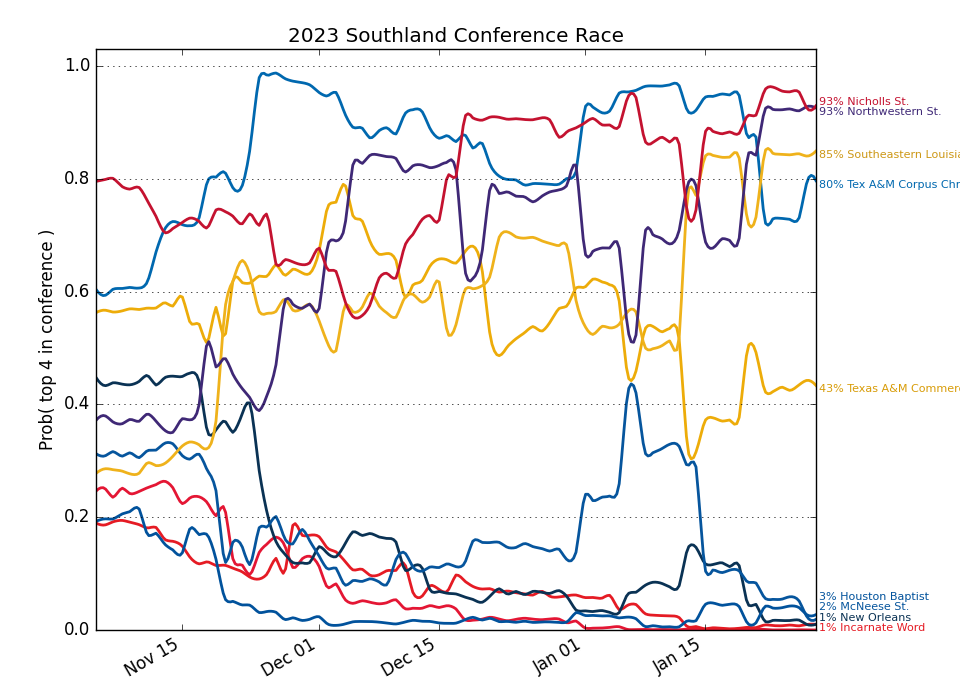 2023 Southland Conference Race
Prob( top 4 in conference )
1.0
0.8
0.6
0.4
0.2
0.0
Nov 15
Dec 01
Dec 15
Jan 01
Jan 15
93% Nicholls St.
93% Northwestern St.
85% Southeastern Louisia
80% Tex A&M Corpus Chr
43% Texas A&M Commerc
3% Houston Baptist
2% McNeese St.
1% New Orleans
1% Incarnate Word